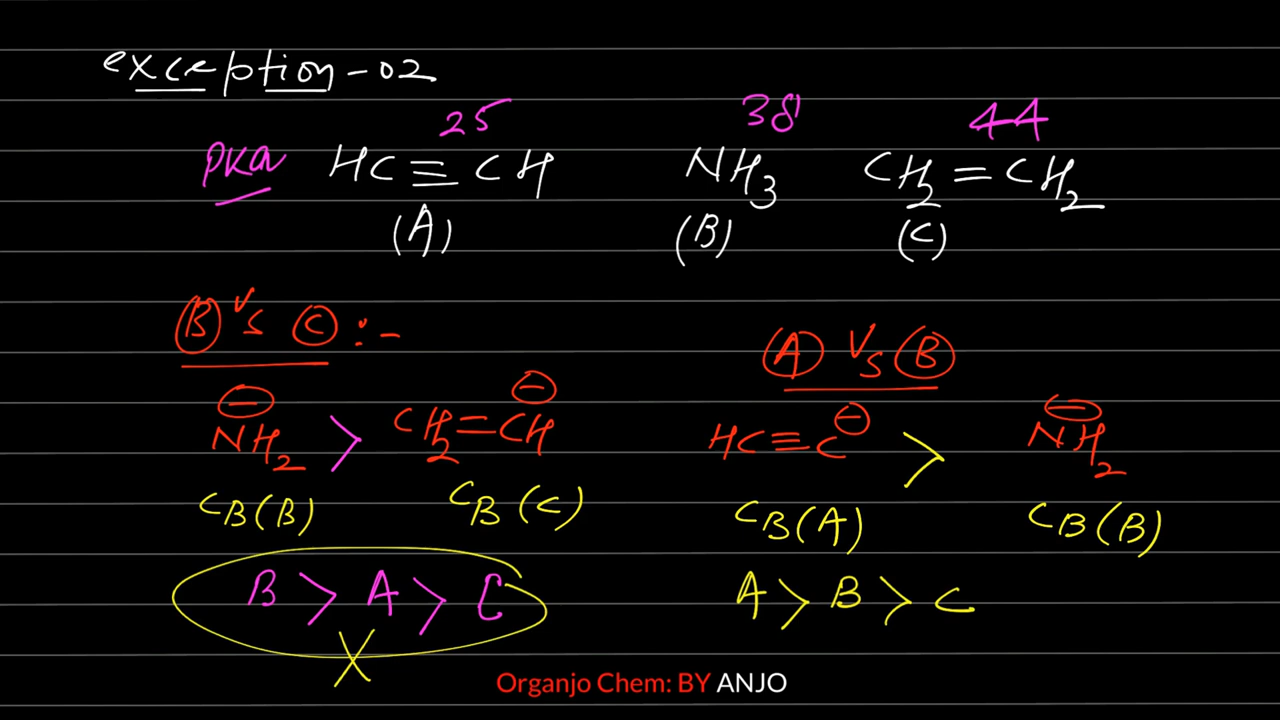 exception-02
25 38 44
PKa HC≡CH NH₃ CH₂=CH₂
(A) (B) (C)
(B) Vs (C) :-
(A) Vs (B)
⊖NH₂ > CH₂=CH⊖
HC≡C⊖ > ⊖NH₂
CB(B) CB(C)
CB(A) CB(B)
B > A > C
X
A > B > C
Organjo Chem: BY ANJO